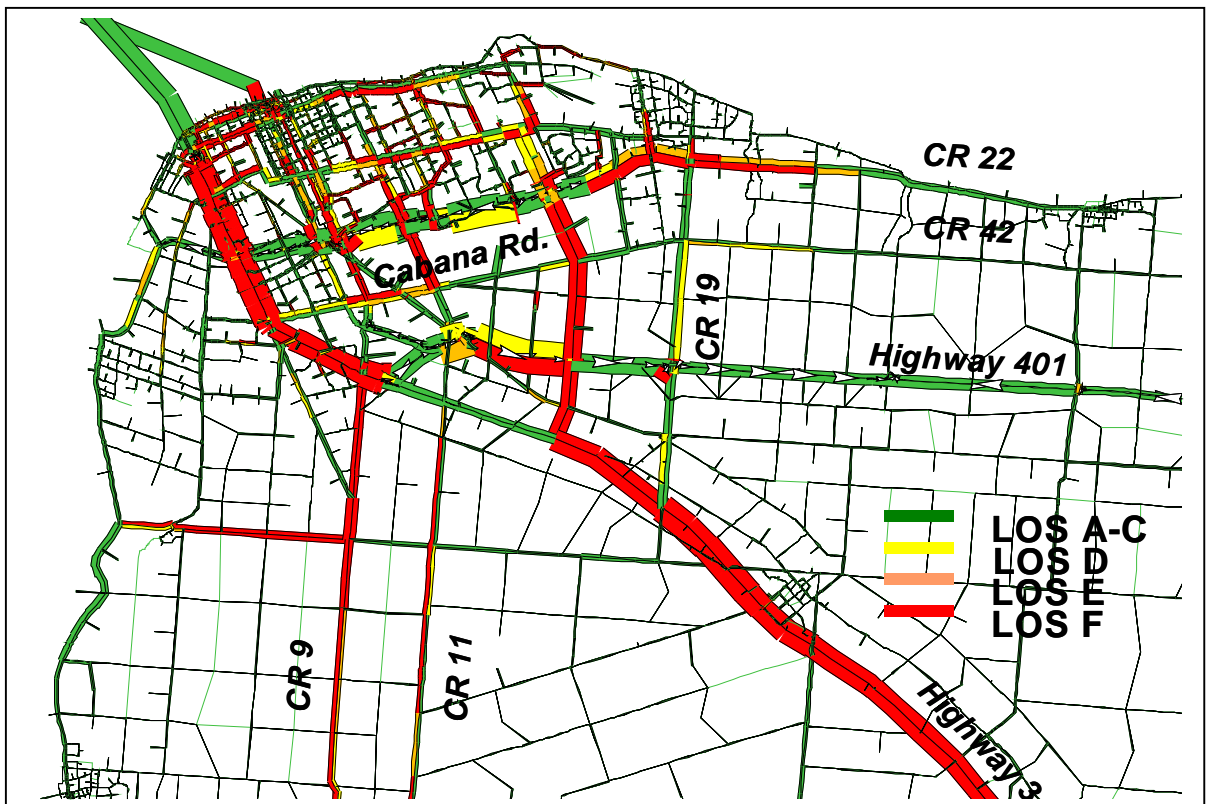 CR 22
CR 42
Cabana Rd.
CR 19
Highway 401
LOS A-C
LOS D
LOS E
LOS F
CR 9
CR 11
Highway 3